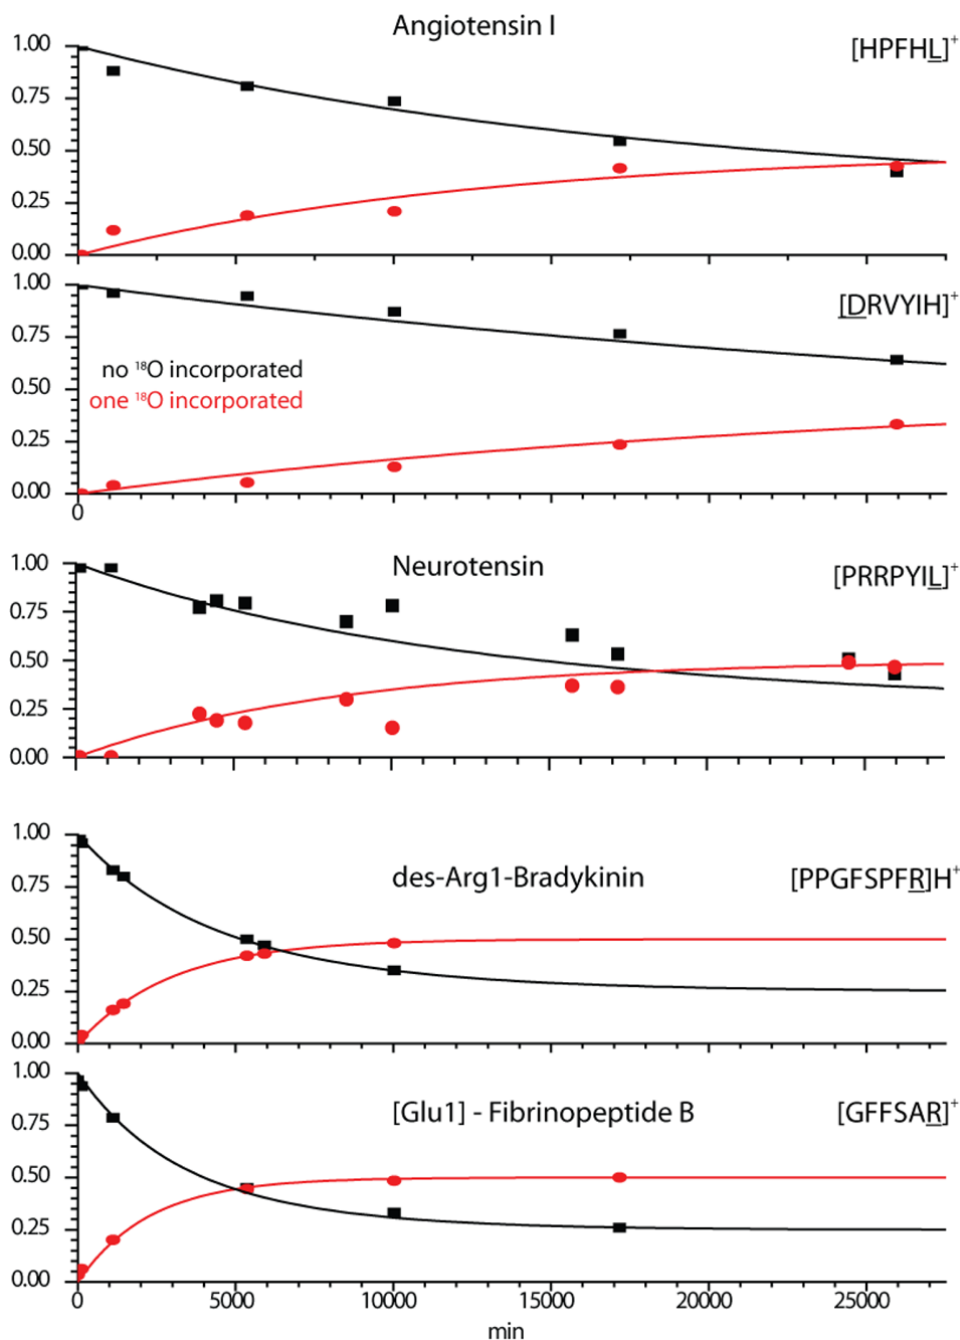 Angiotensin I
[HPFHL]⁺
1.00
0.75
0.50
0.25
0.00
[DRVYIH]⁺
1.00
0.75
no ¹⁸O incorporated
one ¹⁸O incorporated
0.50
0.25
0.00
0
Neurotensin
[PRRPYIL]⁺
1.00
0.75
0.50
0.25
0.00
des-Arg1-Bradykinin
[PPGFSPFR]H⁺
1.00
0.75
0.50
0.25
0.00
[Glu1] - Fibrinopeptide B
[GFFSAR]⁺
1.00
0.75
0.50
0.25
0.00
0 5000 10000 15000 20000 25000
min